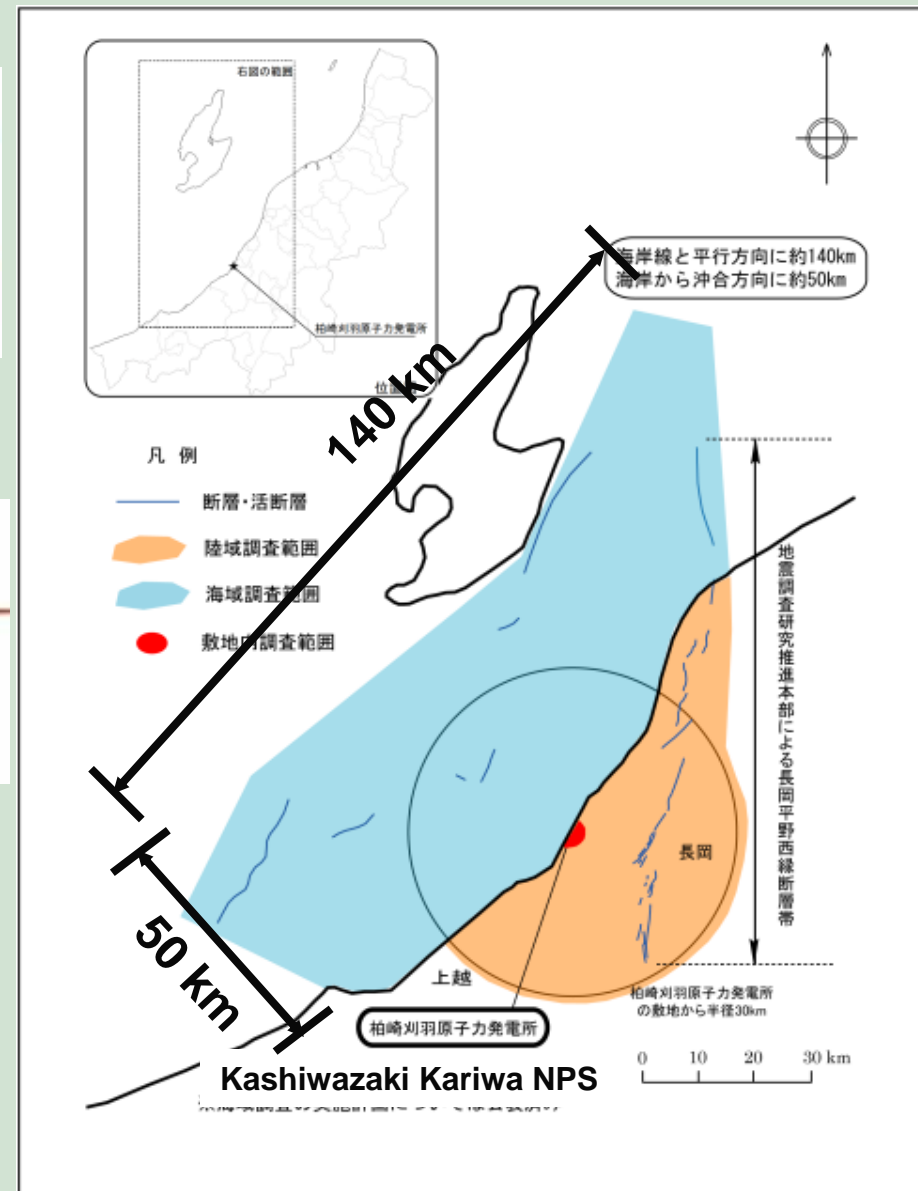 右図の範囲
柏崎刈羽原子力発電所
海岸線と平行方向に約140km
海岸から沖合方向に約50km
140 km
凡 例
断層・活断層
陸域調査範囲
海域調査範囲
敷地内調査範囲
地震調査研究推進本部による長岡平野西縁断層帯
長岡
50 km
上越
柏崎刈羽原子力発電所
の敷地から半径30km
柏崎刈羽原子力発電所
0 10 20 30 km
Kashiwazaki Kariwa NPS